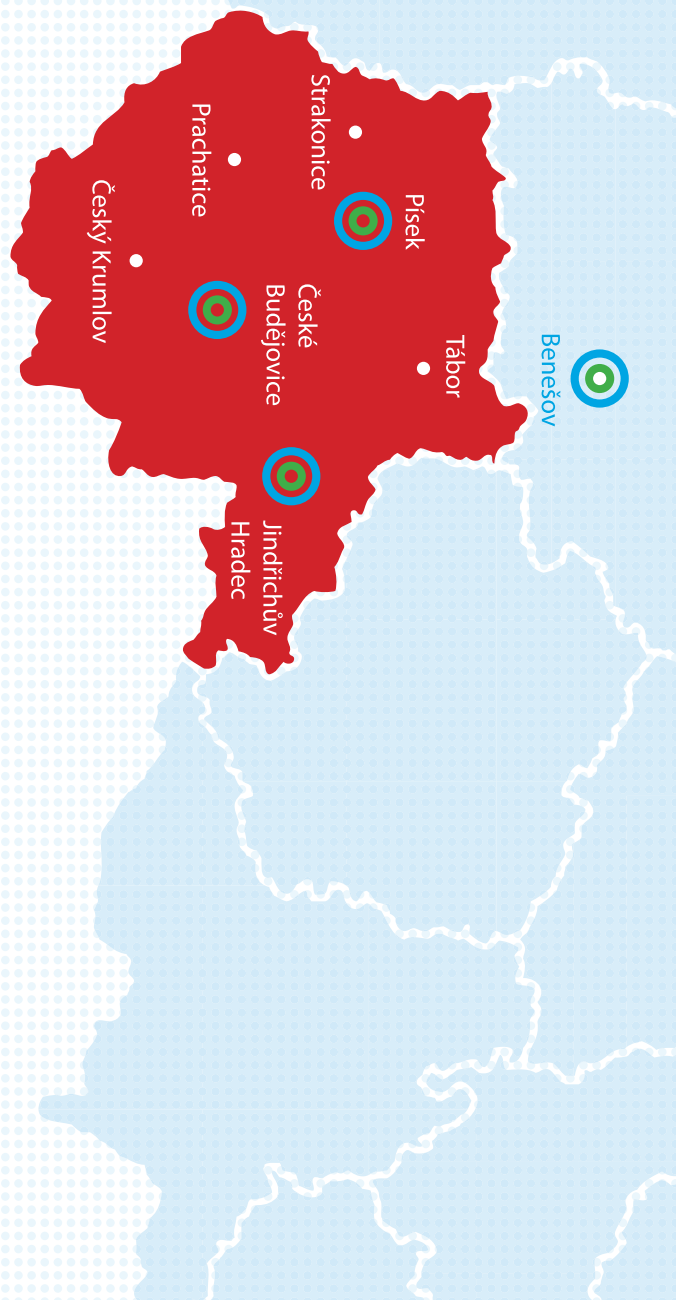 Benešov
Tábor
Písek
Strakonice
České
Budějovice
Jindřichův
Hradec
Prachatice
Český Krumlov